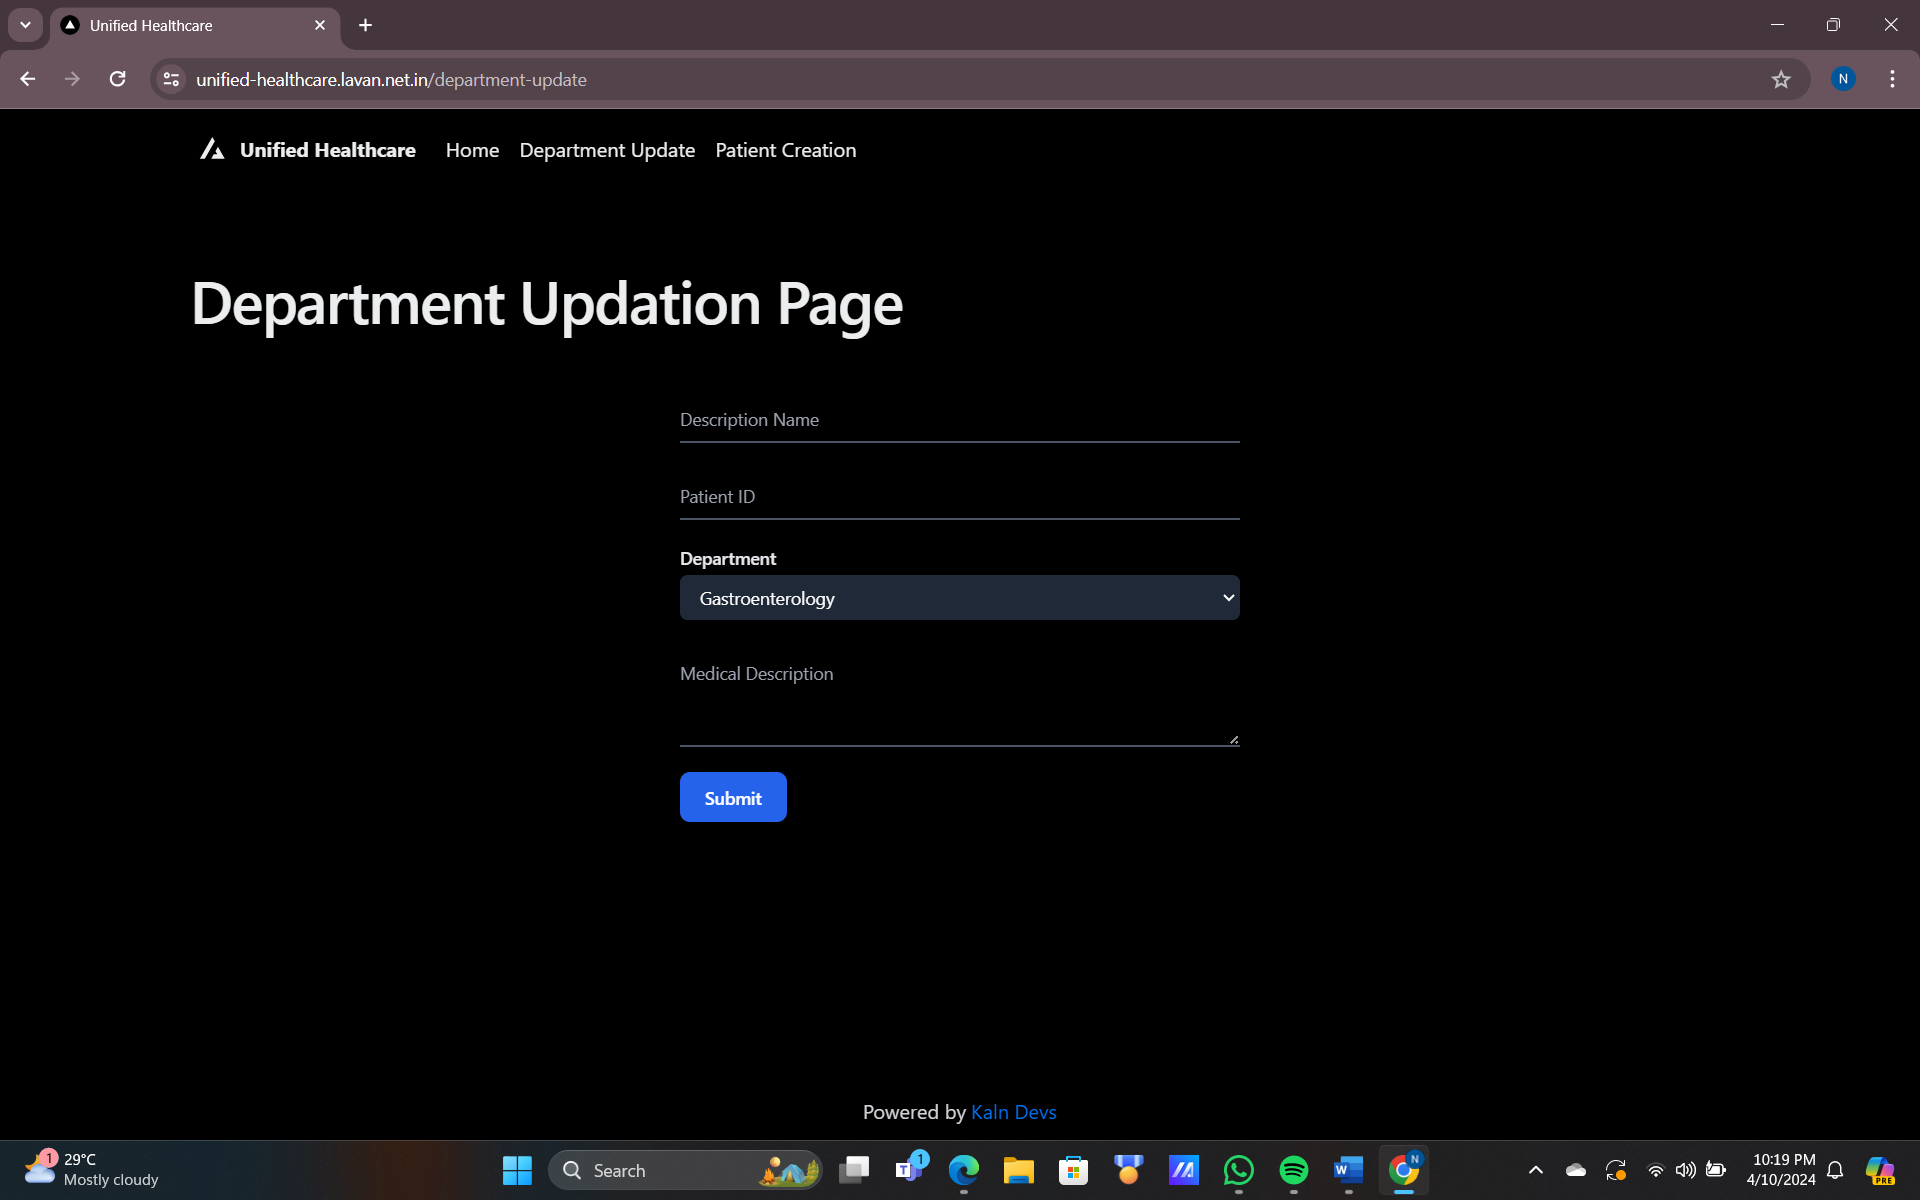 Unified Healthcare
unified-healthcare.lavan.net.in/department-update
N
Unified Healthcare Home Department Update Patient Creation
Department Updation Page
Description Name
Patient ID
Department
Gastroenterology
Medical Description
Submit
Powered by Kaln Devs
1
29°C
Mostly cloudy
Search
T
1
W
N
10:19 PM
4/10/2024
PRE